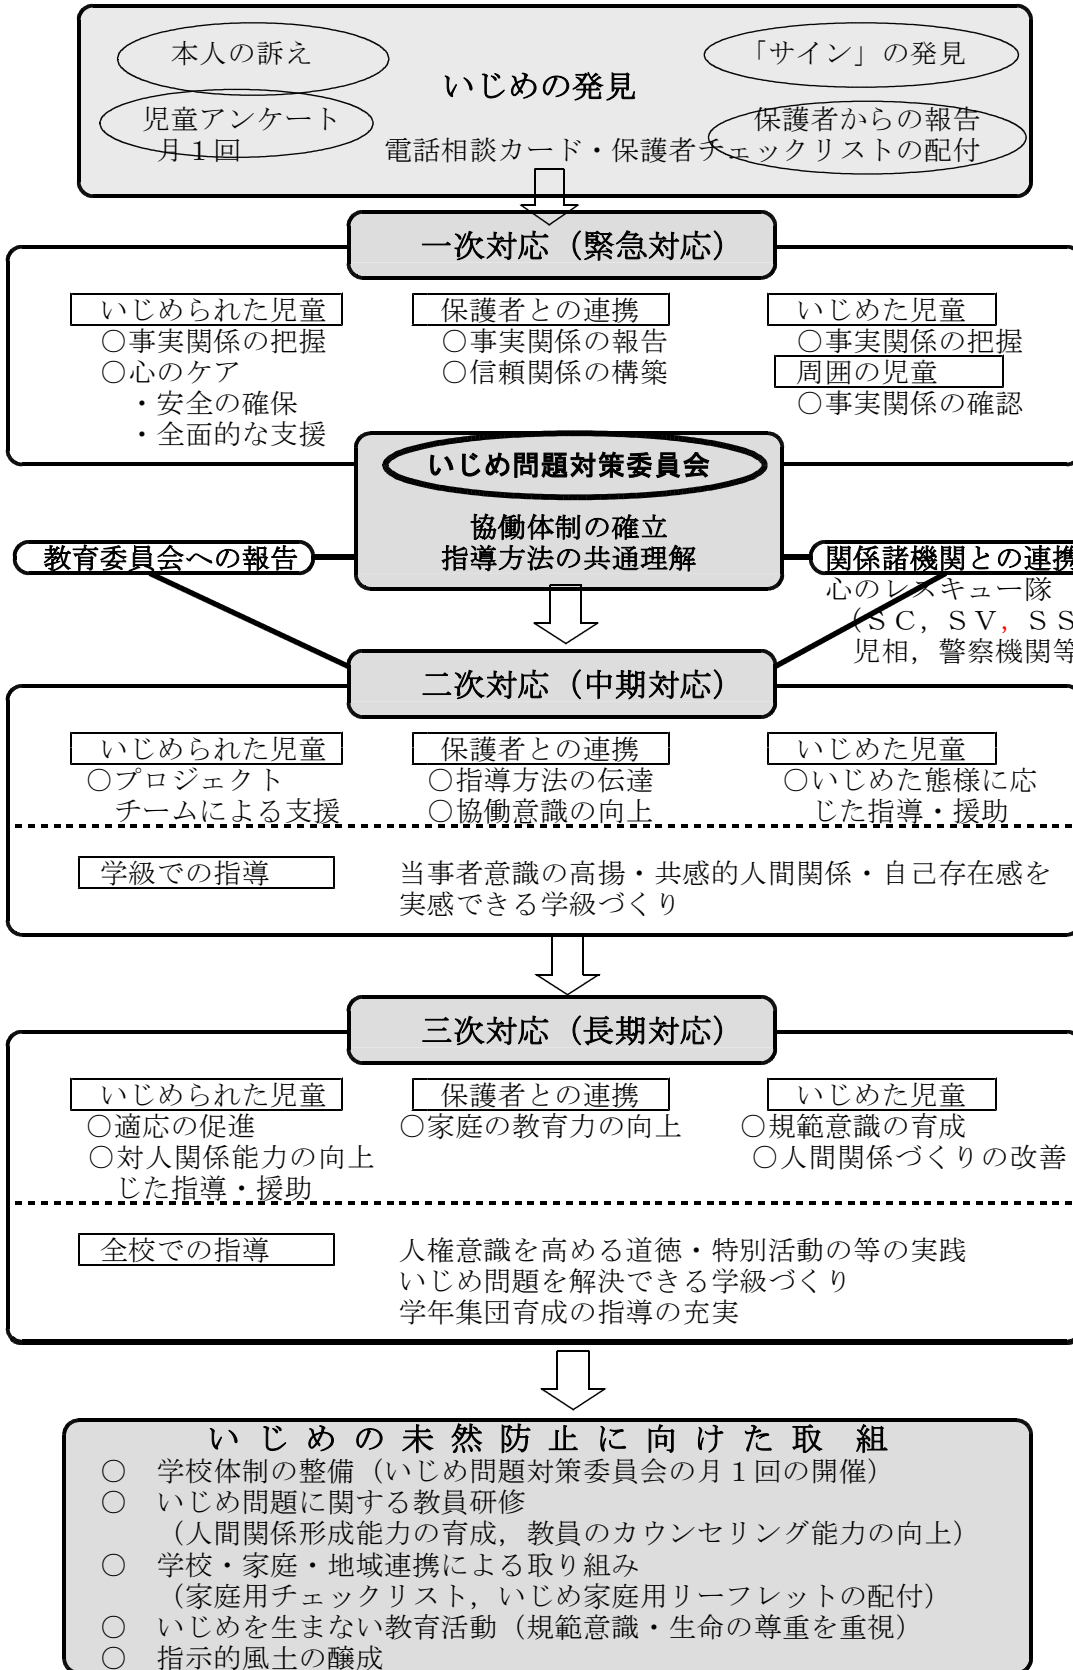 本人の訴え
「サイン」の発見
いじめの発見
児童アンケート
月1回
保護者からの報告
電話相談カード・保護者チェックリストの配付
一次対応（緊急対応）
いじめられた児童
○事実関係の把握
○心のケア
・安全の確保
・全面的な支援
保護者との連携
○事実関係の報告
○信頼関係の構築
いじめた児童
○事実関係の把握
周囲の児童
○事実関係の確認
いじめ問題対策委員会
協働体制の確立
指導方法の共通理解
教育委員会への報告
関係諸機関との連携
心のレスキュー隊
（ＳＣ，ＳＶ，ＳＳ
児相，警察機関等
二次対応（中期対応）
いじめられた児童
○プロジェクト
チームによる支援
保護者との連携
○指導方法の伝達
○協働意識の向上
いじめた児童
○いじめた態様に応
じた指導・援助
学級での指導
当事者意識の高揚・共感的人間関係・自己存在感を
実感できる学級づくり
三次対応（長期対応）
いじめられた児童
○適応の促進
○対人関係能力の向上
じた指導・援助
保護者との連携
○家庭の教育力の向上
いじめた児童
○規範意識の育成
○人間関係づくりの改善
全校での指導
人権意識を高める道徳・特別活動の等の実践
いじめ問題を解決できる学級づくり
学年集団育成の指導の充実
いじめの未然防止に向けた取 組
○ 学校体制の整備（いじめ問題対策委員会の月１回の開催）
○ いじめ問題に関する教員研修
（人間関係形成能力の育成，教員のカウンセリング能力の向上）
○ 学校・家庭・地域連携による取り組み
（家庭用チェックリスト，いじめ家庭用リーフレットの配付）
○ いじめを生まない教育活動（規範意識・生命の尊重を重視）
○ 指示的風土の醸成